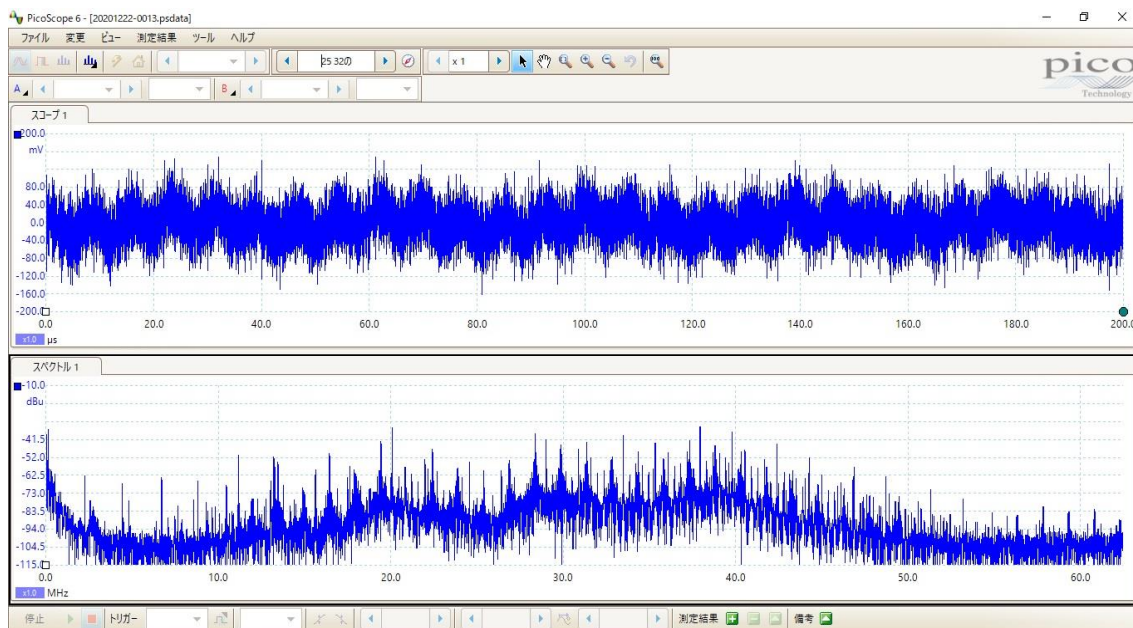 PicoScope 6 - [20201222-0013.psdata]
ファイル 変更 ビュー 測定結果 ツール ヘルプ
25 32の x 1
pico
Technology
A B
スコープ 1
200.0
mV
80.0
40.0
0.0
-40.0
-80.0
-120.0
-160.0
-200.0
0.0 20.0 40.0 60.0 80.0 100.0 120.0 140.0 160.0 180.0 200.0
x1.0 µs
スペクトル 1
-10.0
dBu
-41.5
-52.0
-62.5
-73.0
-83.5
-94.0
-104.5
-115.0
0.0 10.0 20.0 30.0 40.0 50.0 60.0
x1.0 MHz
停止 トリガー 測定結果 備考